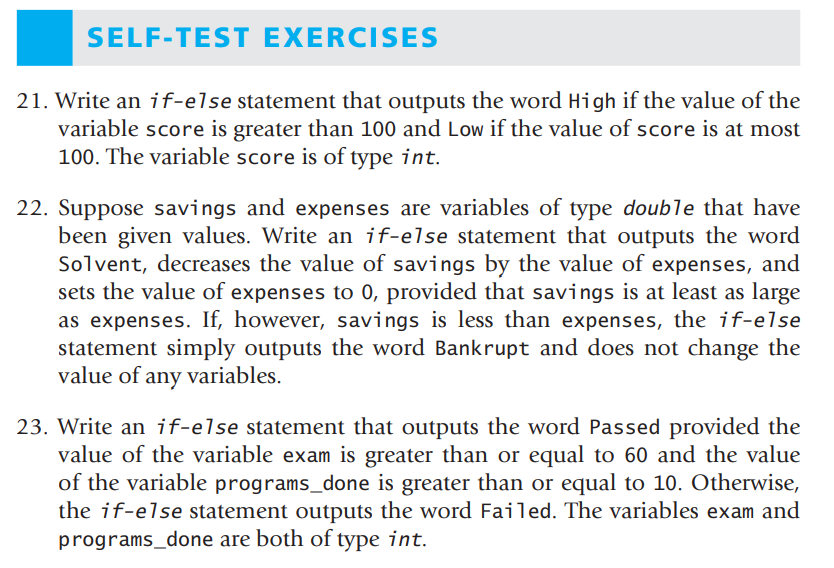 SELF-TEST EXERCISES
21. Write an if-else statement that outputs the word High if the value of the
variable score is greater than 100 and Low if the value of score is at most
100. The variable score is of type int.
22. Suppose savings and expenses are variables of type double that have
been given values. Write an if-else statement that outputs the word
Solvent, decreases the value of savings by the value of expenses, and
sets the value of expenses to 0, provided that savings is at least as large
as expenses. If, however, savings is less than expenses, the if-else
statement simply outputs the word Bankrupt and does not change the
value of any variables.
23. Write an if-else statement that outputs the word Passed provided the
value of the variable exam is greater than or equal to 60 and the value
of the variable programs_done is greater than or equal to 10. Otherwise,
the if-else statement outputs the word Failed. The variables exam and
programs_done are both of type int.